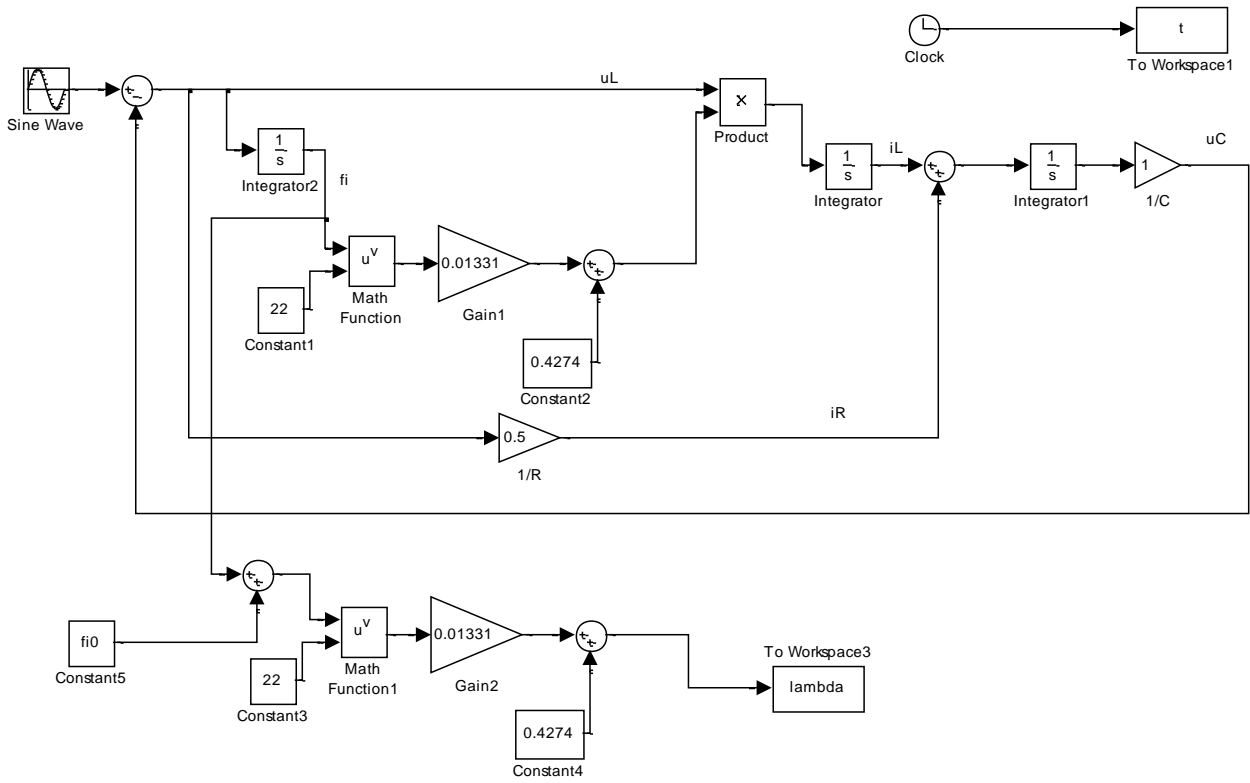 t
Clock
To Workspace1
uL
Sine Wave
x
Product
1
s
Integrator2
fi
iL
uC
1
s
Integrator
1
s
Integrator1
1
1/C
u^v
Math
Function
0.01331
Gain1
22
Constant1
0.4274
Constant2
iR
0.5
1/R
fi0
Constant5
u^v
Math
Function1
0.01331
Gain2
22
Constant3
0.4274
Constant4
To Workspace3
lambda